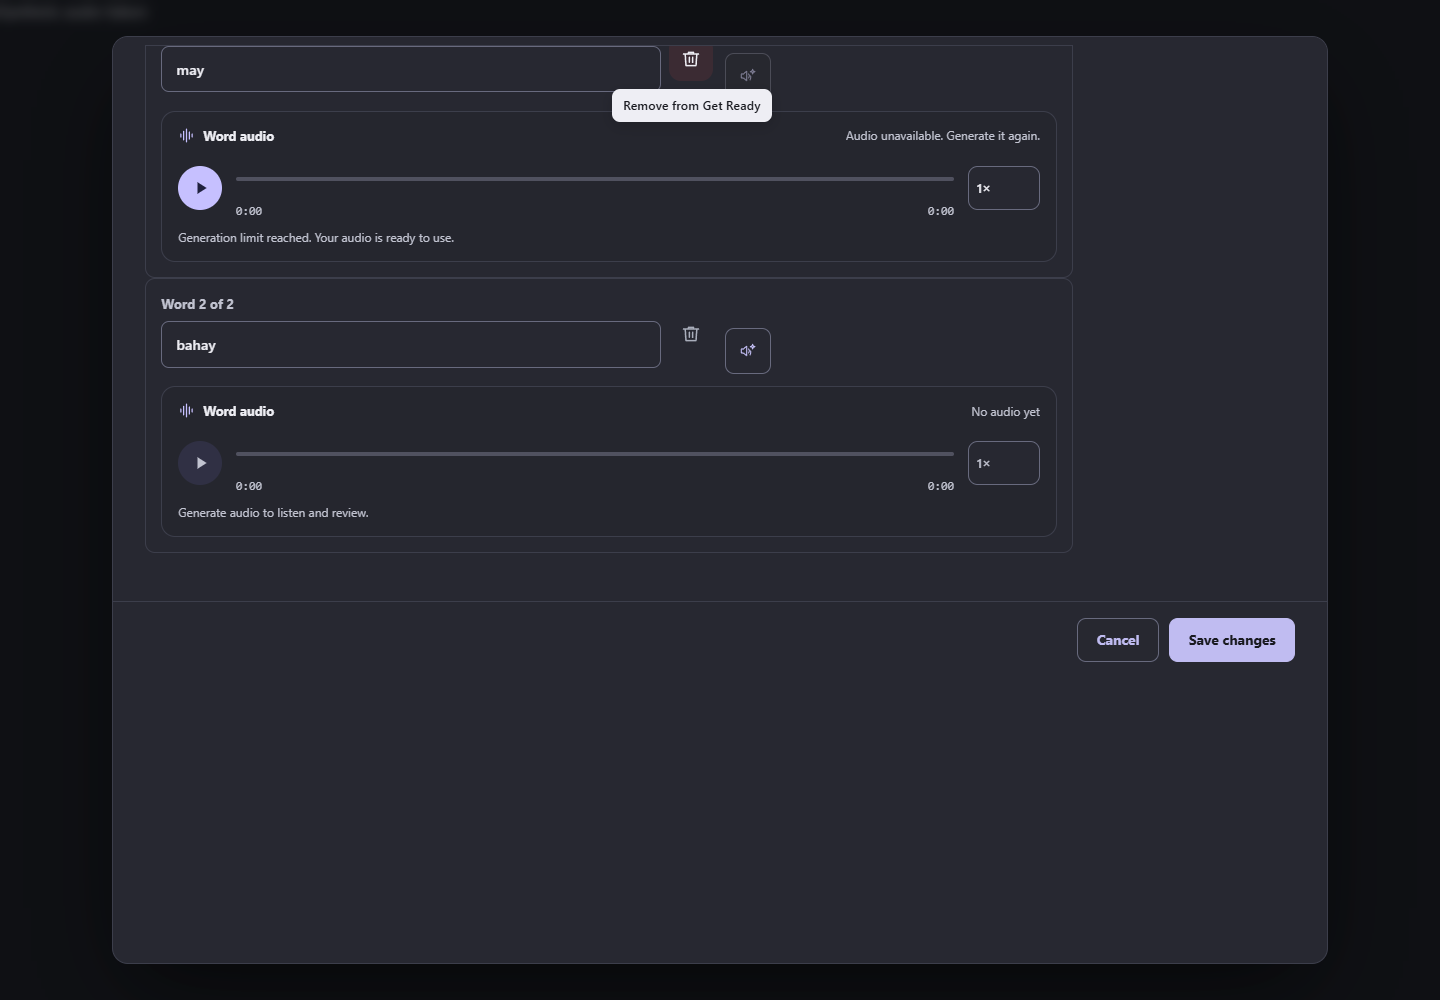 may
Remove from Get Ready
Word audio
Audio unavailable. Generate it again.
1×
0:00
0:00
Generation limit reached. Your audio is ready to use.
Word 2 of 2
bahay
Word audio
No audio yet
1×
0:00
0:00
Generate audio to listen and review.
Cancel
Save changes